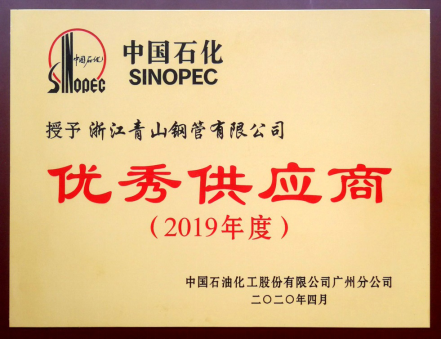 中国石化
SINOPEC
中国石化
SINOPEC
授予 浙江青山钢管有限公司
优秀供应商
（2019年度）
中国石油化工股份有限公司广州分公司
二〇二〇年四月